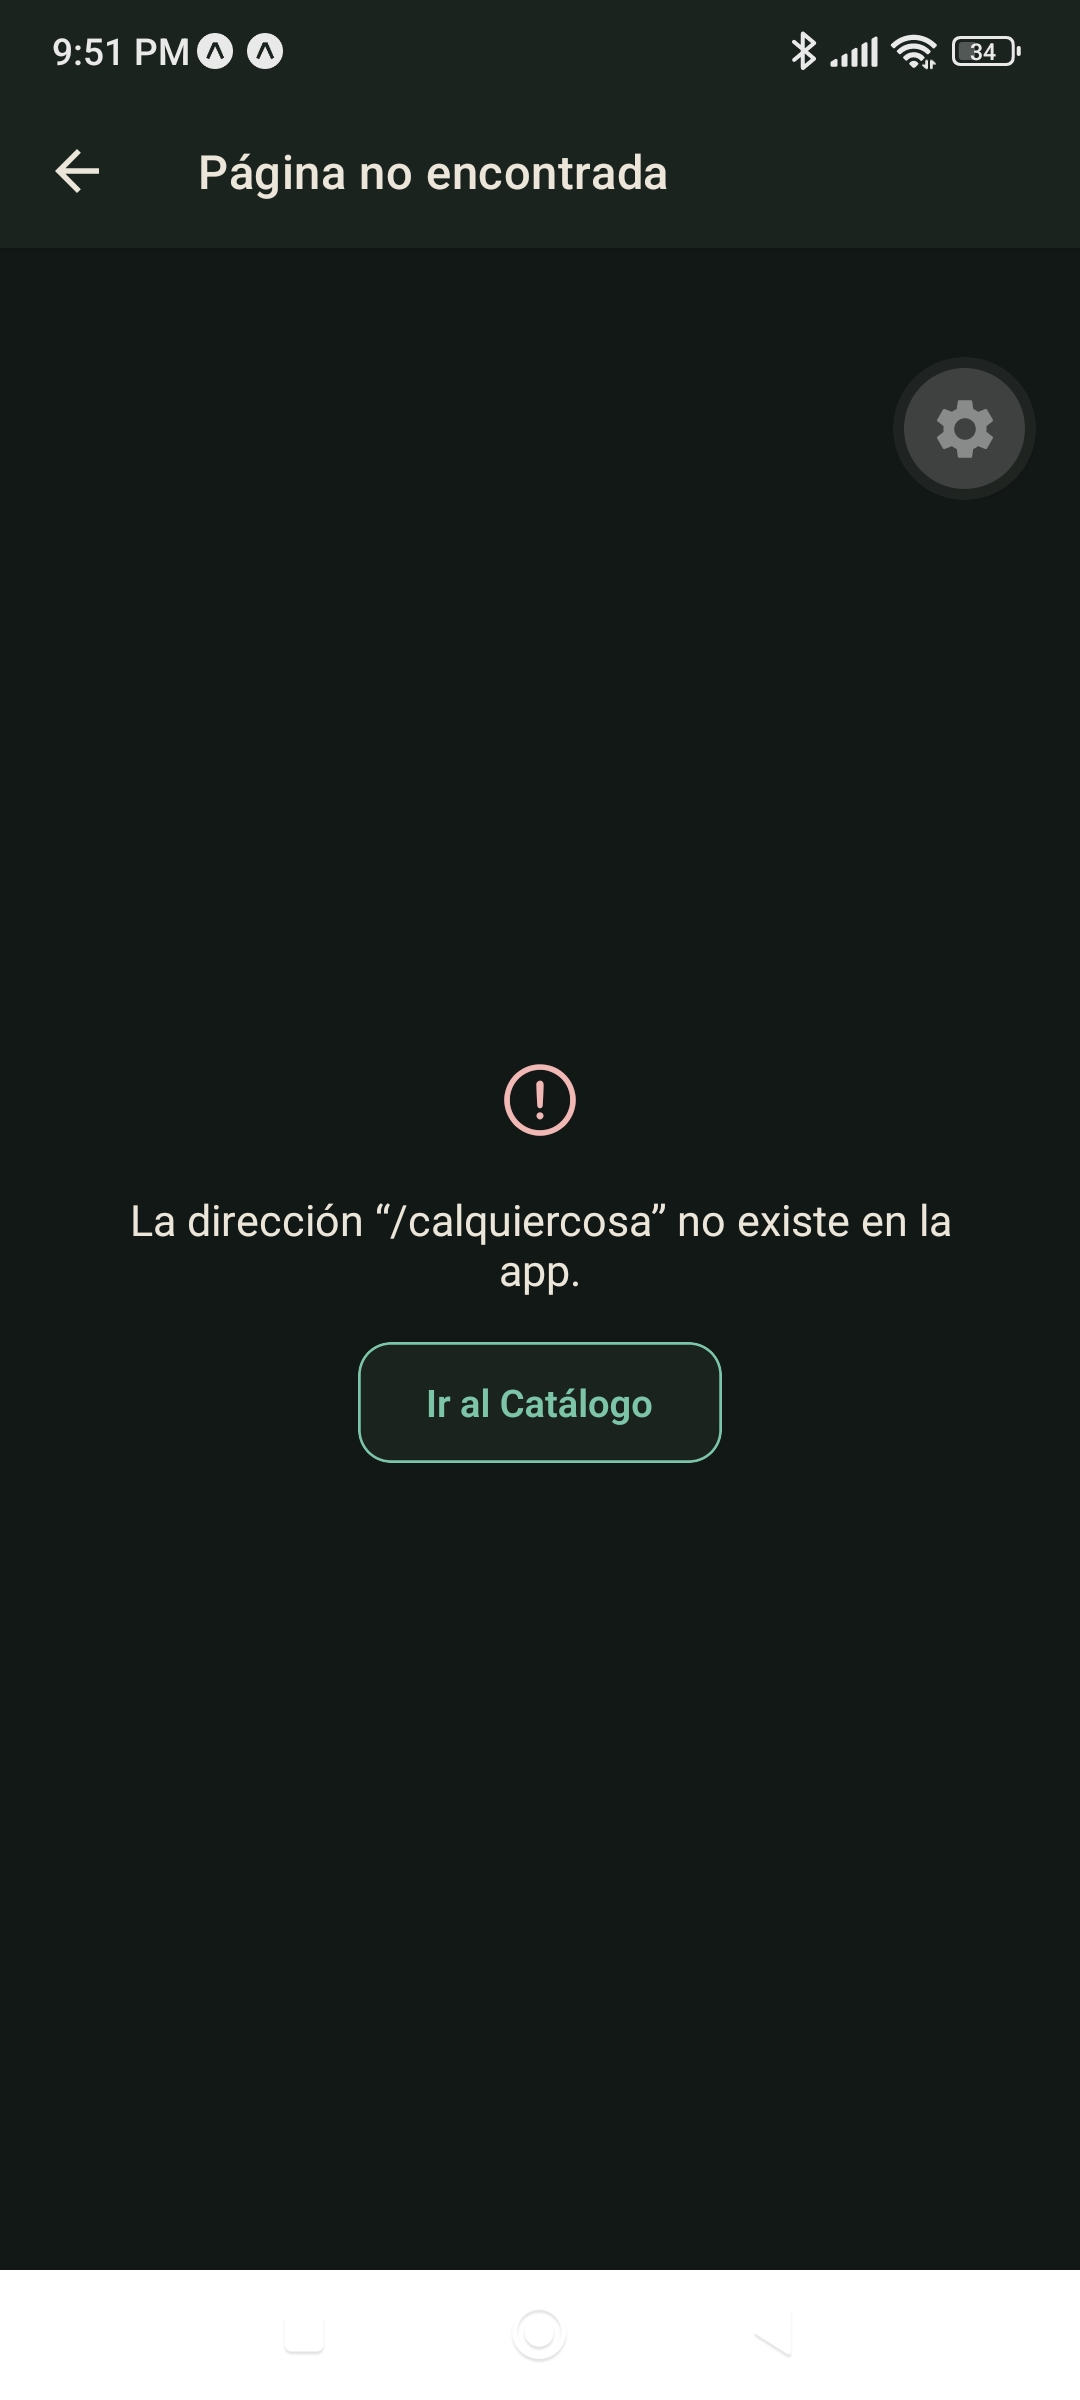 9:51 PM
34
Página no encontrada
La dirección “/calquiercosa” no existe en la
app.
Ir al Catálogo